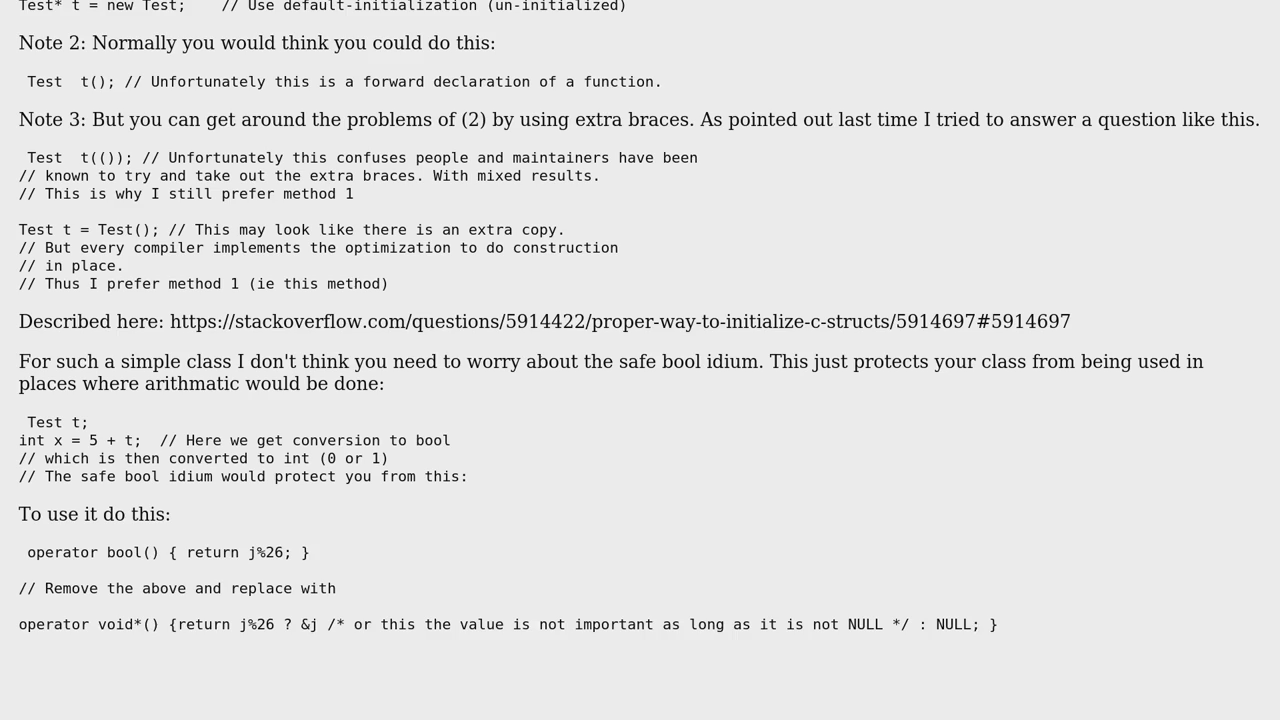 Test* t = new Test;    // Use default-initialization (un-initialized)
Note 2: Normally you would think you could do this:
Test  t(); // Unfortunately this is a forward declaration of a function.
Note 3: But you can get around the problems of (2) by using extra braces. As pointed out last time I tried to answer a question like this.
Test  t(()); // Unfortunately this confuses people and maintainers have been
// known to try and take out the extra braces. With mixed results.
// This is why I still prefer method 1
Test t = Test(); // This may look like there is an extra copy.
// But every compiler implements the optimization to do construction
// in place.
// Thus I prefer method 1 (ie this method)
Described here: https://stackoverflow.com/questions/5914422/proper-way-to-initialize-c-structs/5914697#5914697
For such a simple class I don't think you need to worry about the safe bool idium. This just protects your class from being used in
places where arithmatic would be done:
Test t;
int x = 5 + t;  // Here we get conversion to bool
// which is then converted to int (0 or 1)
// The safe bool idium would protect you from this:
To use it do this:
operator bool() { return j%26; }
// Remove the above and replace with
operator void*() {return j%26 ? &j /* or this the value is not important as long as it is not NULL */ : NULL; }